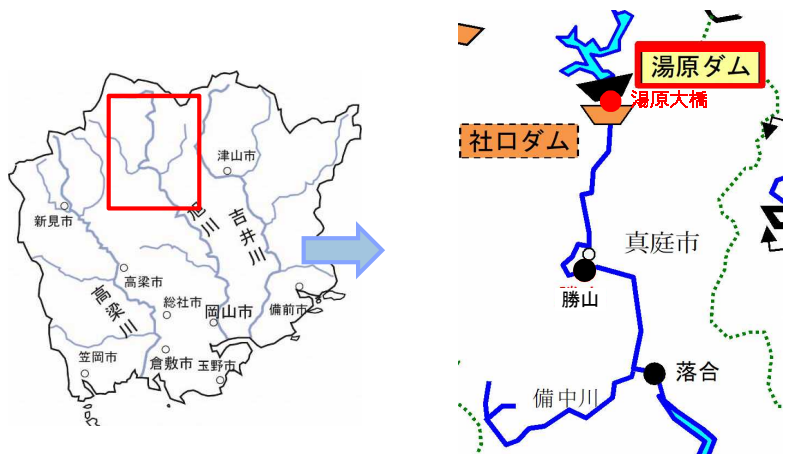 津山市
新見市
旭川
吉井川
高梁市
高梁川
総社市
岡山市
備前市
笠岡市
倉敷市
玉野市
湯原ダム
湯原大橋
社口ダム
真庭市
勝山
落合
備中川